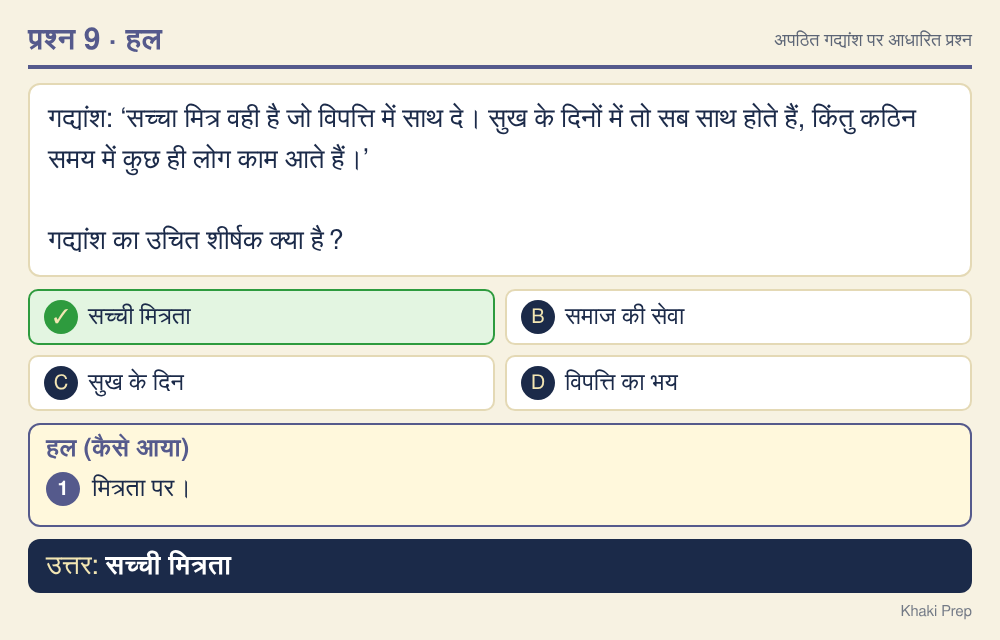 प्रश्न 9 · हल
अपठित गद्यांश पर आधारित प्रश्न
गद्यांश: ‘सच्चा मित्र वही है जो विपत्ति में साथ दे। सुख के दिनों में तो सब साथ होते हैं, किंतु कठिन
समय में कुछ ही लोग काम आते हैं।’
गद्यांश का उचित शीर्षक क्या है?
✓ सच्ची मित्रता
B समाज की सेवा
C सुख के दिन
D विपत्ति का भय
हल (कैसे आया)
1 मित्रता पर।
उत्तर: सच्ची मित्रता
Khaki Prep